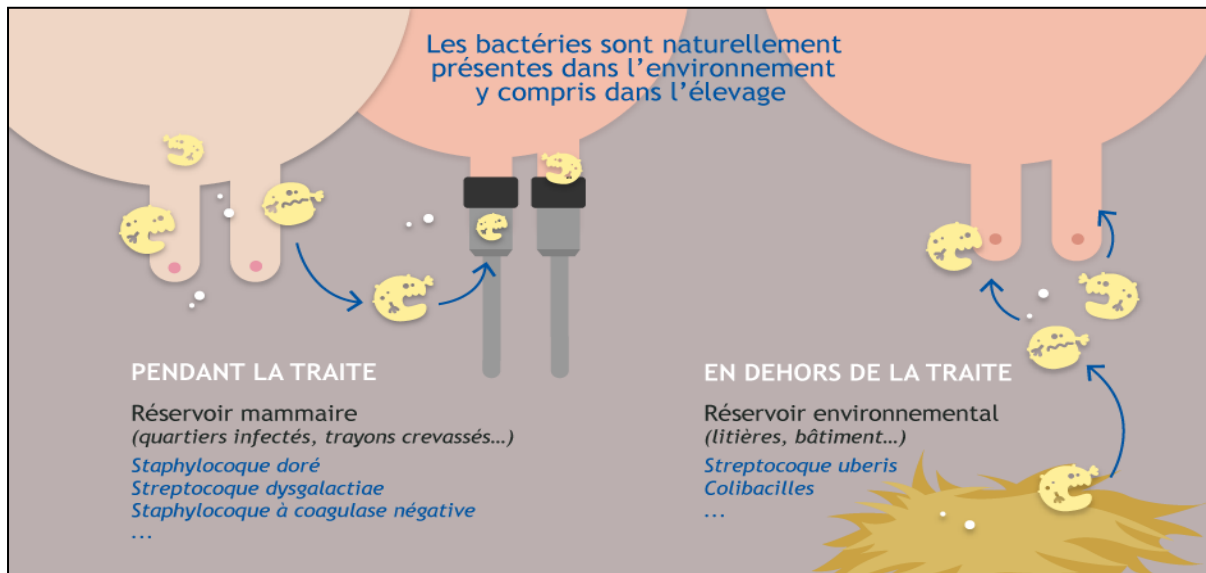 Les bactéries sont naturellement
présentes dans l'environnement
y compris dans l'élevage
PENDANT LA TRAITE
Réservoir mammaire
(quartiers infectés, trayons crevassés…)
Staphylocoque doré
Streptocoque dysgalactiae
Staphylocoque à coagulase négative
...
EN DEHORS DE LA TRAITE
Réservoir environnemental
(litières, bâtiment…)
Streptocoque uberis
Colibacilles
...